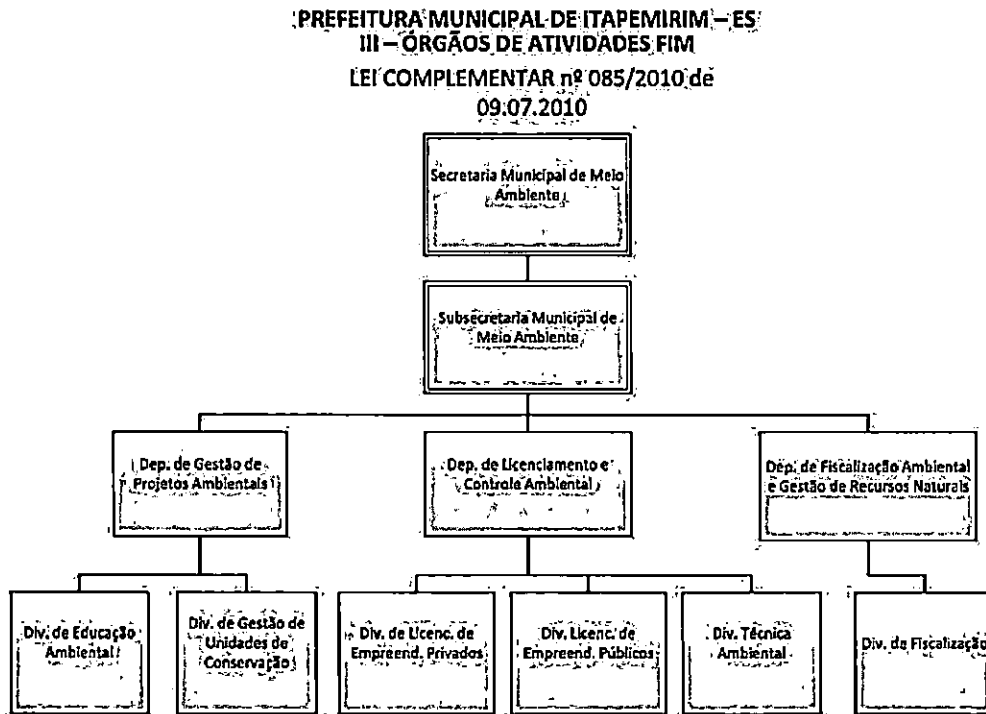 PREFEITURA MUNICIPAL DE ITAPEMIRIM – ES
III – ÓRGÃOS DE ATIVIDADES FIM
LEI COMPLEMENTAR nº 085/2010 de
09.07.2010
Secretaria Municipal de Meio
Ambiente
Subsecretaria Municipal de
Meio Ambiente
Dep. de Gestão de
Projetos Ambientais
Dep. de Licenciamento e
Controle Ambiental
Dep. de Fiscalização Ambiental
e Gestão de Recursos Naturais
Div. de Educação
Ambiental
Div. de Gestão de
Unidades de
Conservação
Div. de Licenc. de
Empreend. Privados
Div. Licenc. de
Empreend. Públicos
Div. Técnica
Ambiental
Div. de Fiscalização